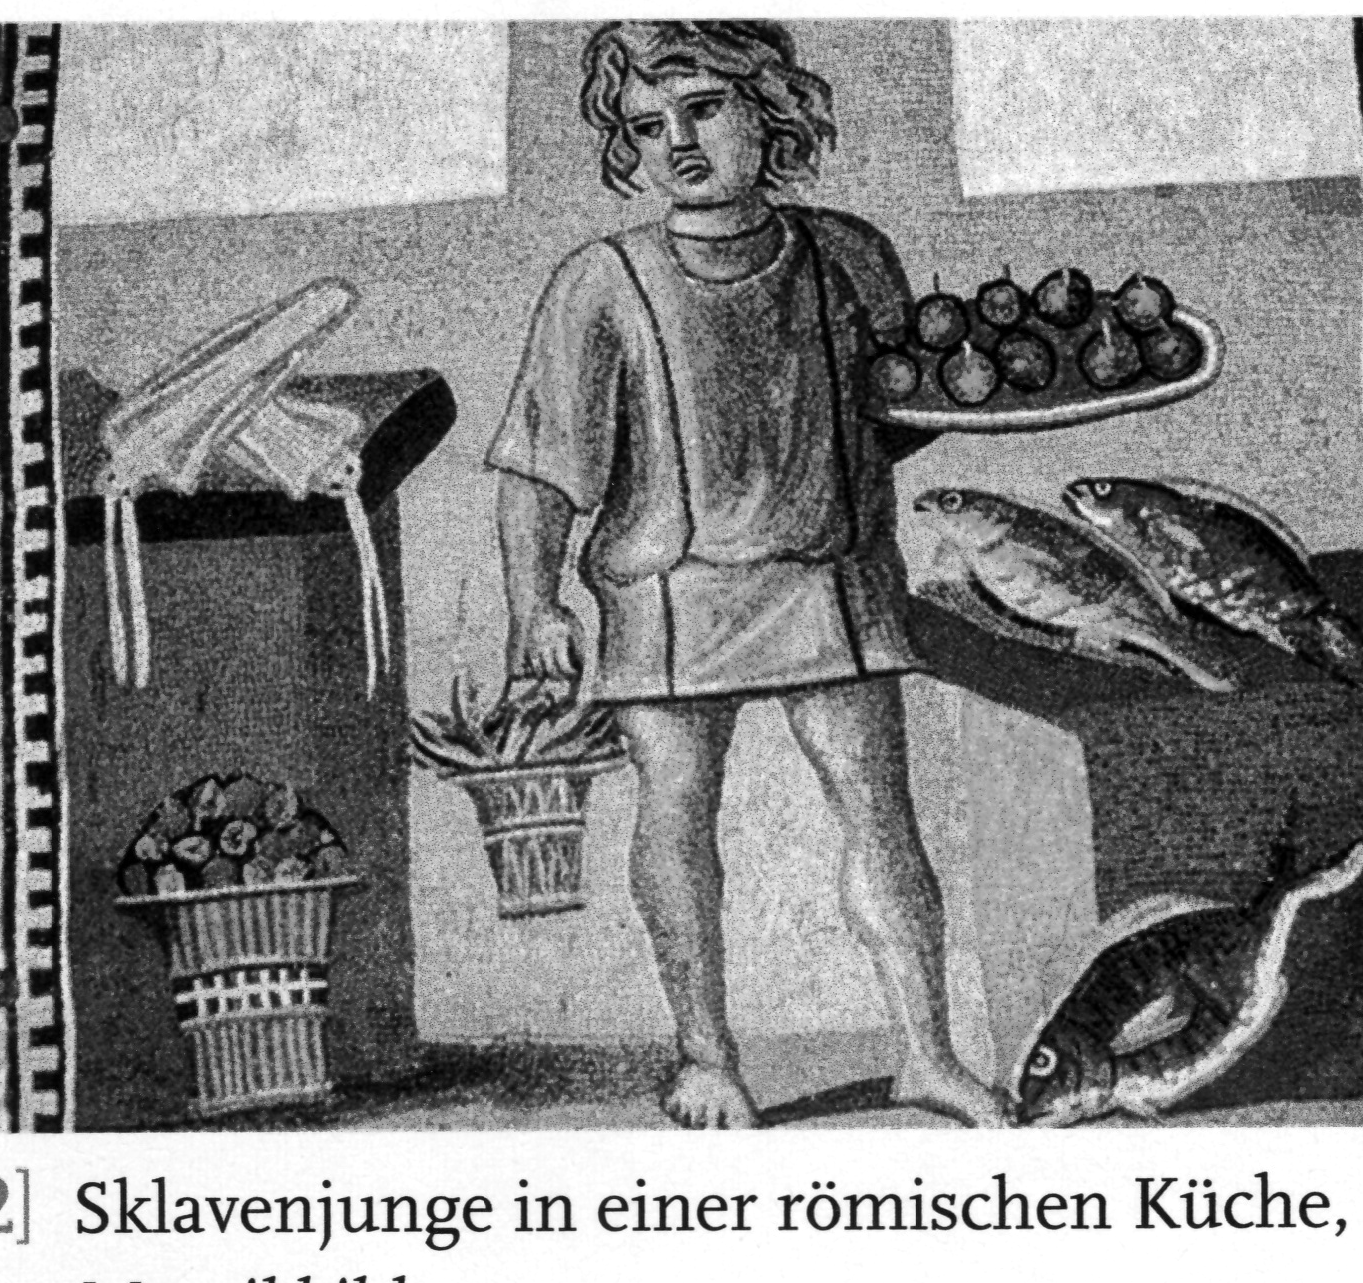 2] Sklavenjunge in einer römischen Küche,